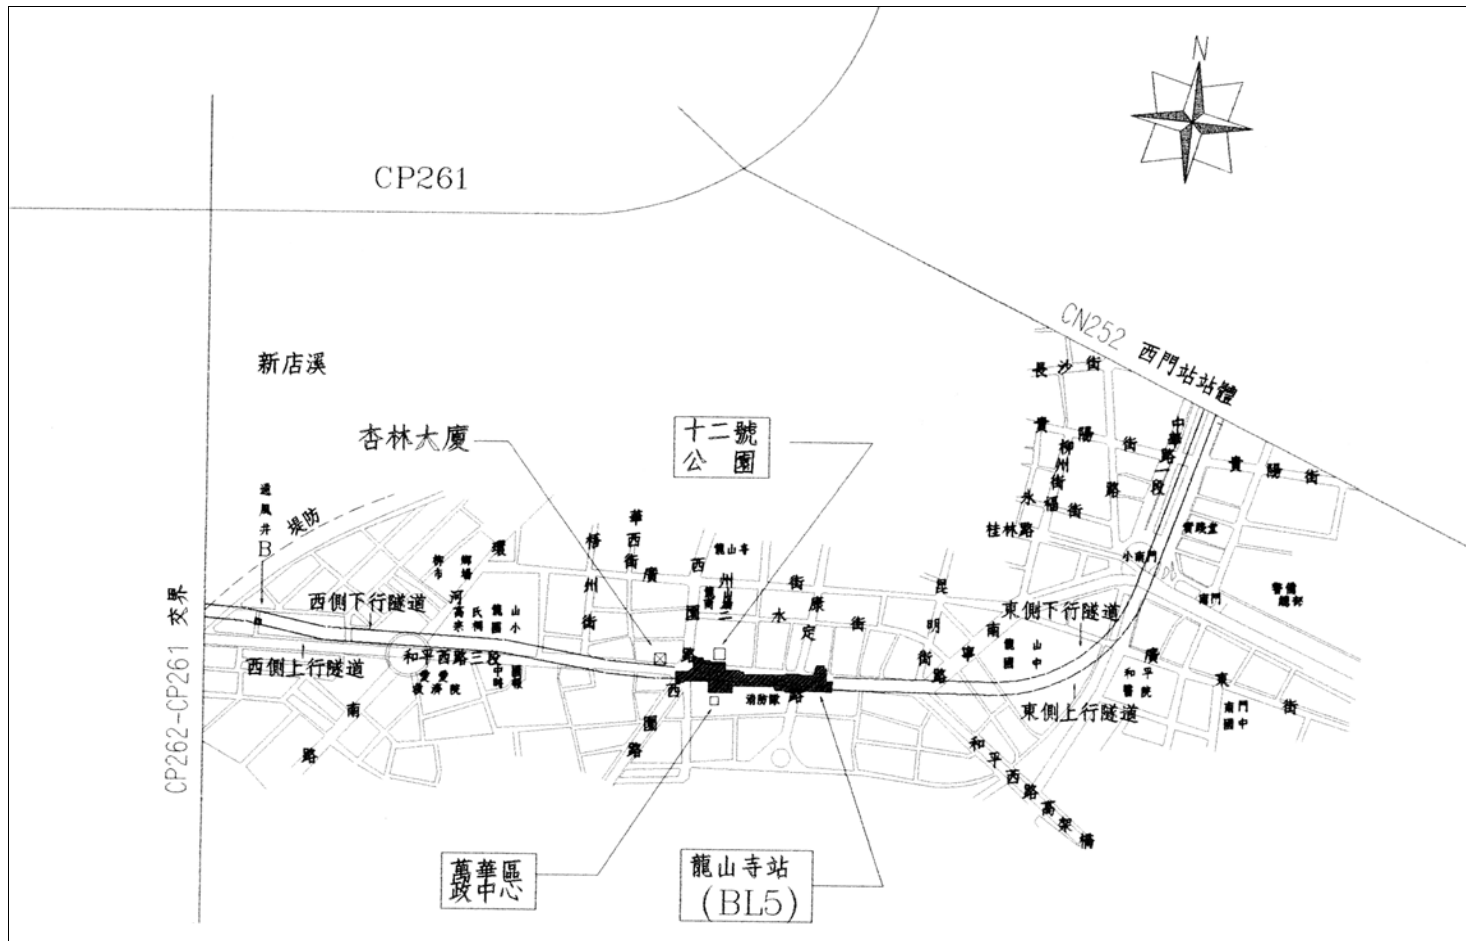 N
CP261
CN252 西門站站體
新店溪
長沙街
杏林大廈
十二號
公園
中華路一段
貴陽街
柳州街
貴陽街
永福街
桂林路
通風井
B
堤防
環河南路
梧州街
華西街
廣州街
西園路
龍山寺
康定路
昆明街
小南門
南門
西側下行隧道
東側下行隧道
龍山國小
和平西路三段
西側上行隧道
龍山國中
和平醫院
廣東街
南門國中
東側上行隧道
消防隊
西園路
和平西路高架橋
CP262-CP261 交界
萬華區
政中心
龍山寺站
(BL5)